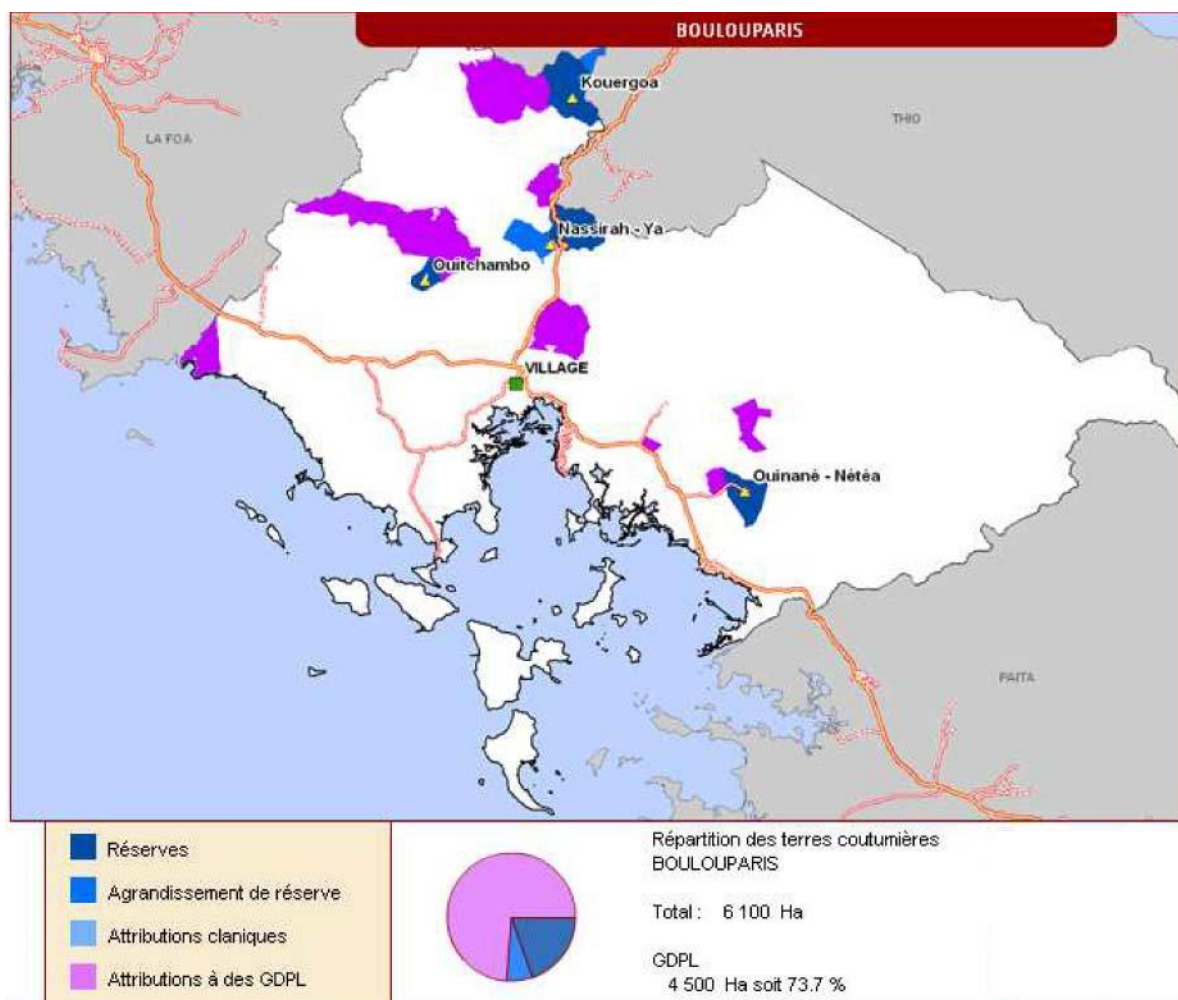 BOULOUPARIS
Kouergoa
THIO
LA FOA
Nassirah - Ya
Ouitchambo
VILLAGE
Ouinané - Nétéa
PAITA
Réserves
Agrandissement de réserve
Attributions claniques
Attributions à des GDPL
Répartition des terres coutumières
BOULOUPARIS
Total : 6 100 Ha
GDPL
4 500 Ha soit 73.7 %